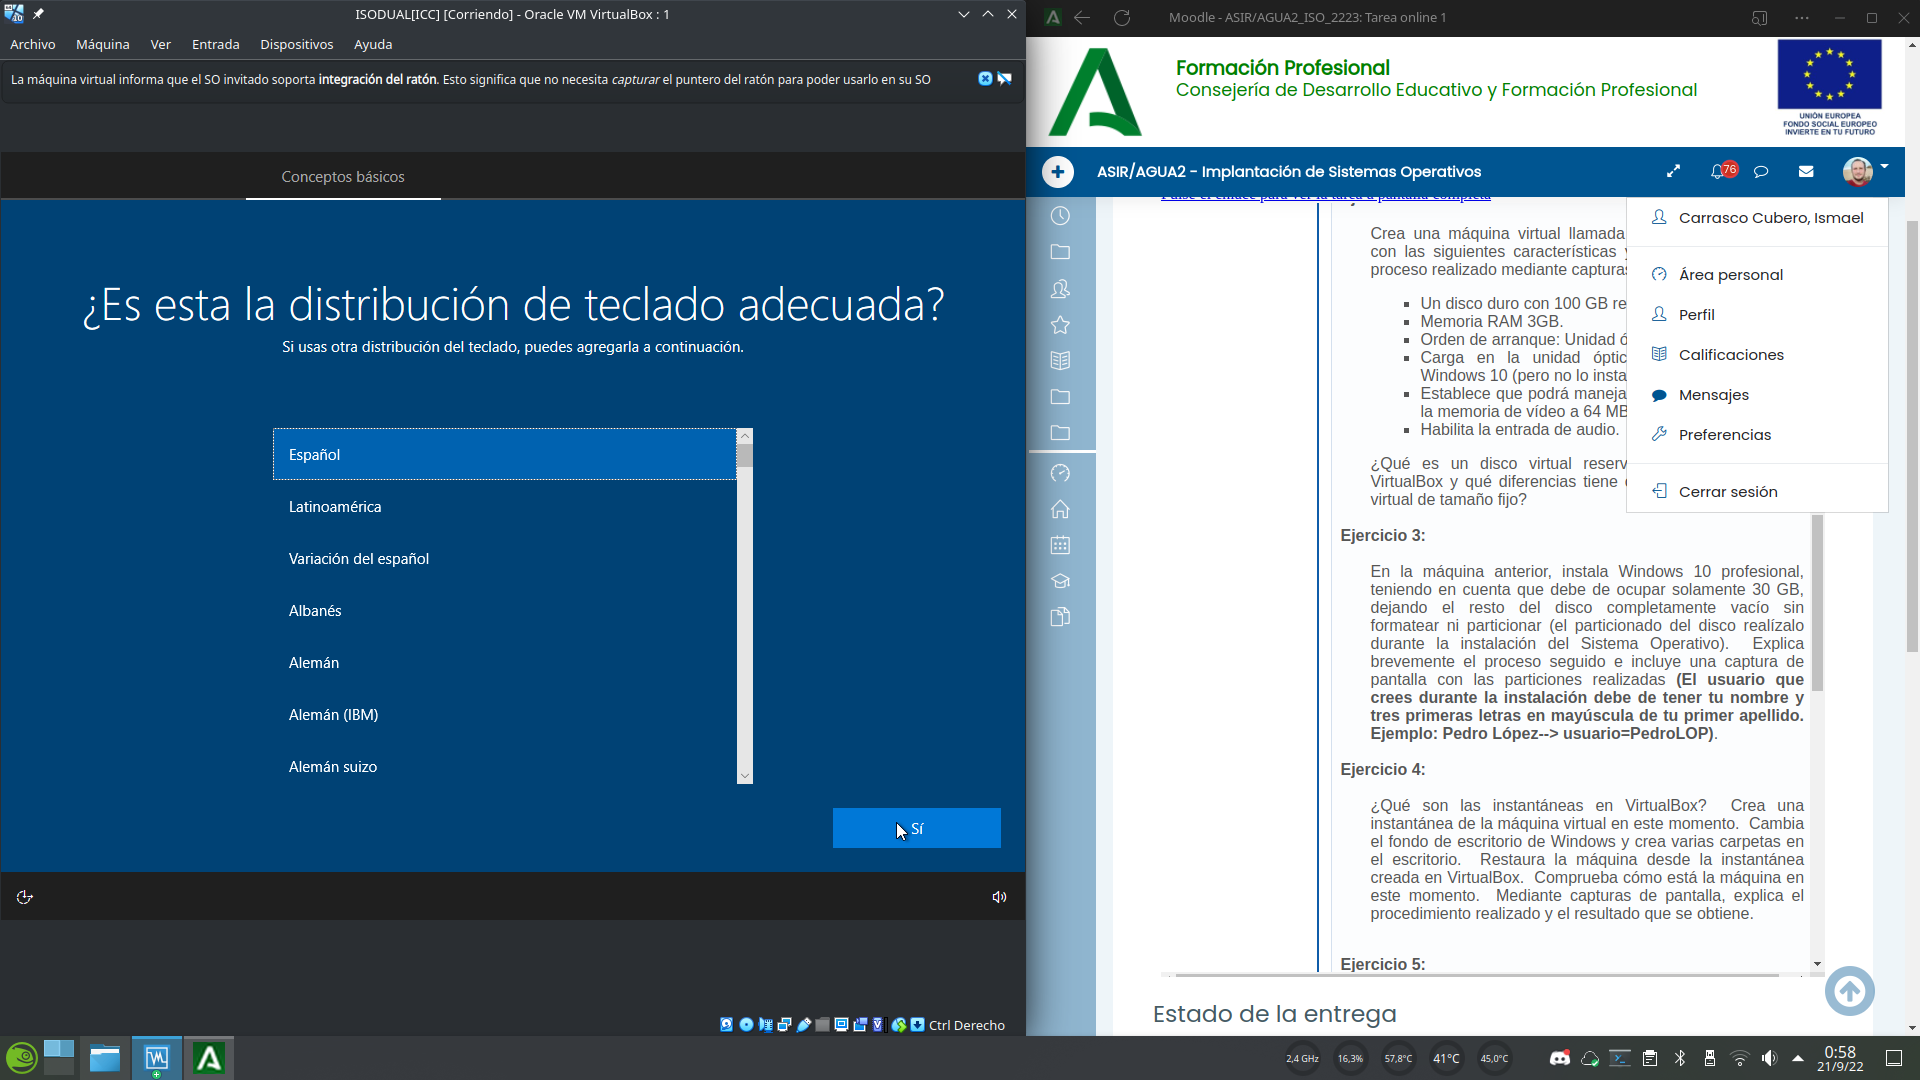 ISODUAL[ICC] [Corriendo] - Oracle VM VirtualBox : 1
Archivo Máquina Ver Entrada Dispositivos Ayuda
La máquina virtual informa que el SO invitado soporta integración del ratón. Esto significa que no necesita capturar el puntero del ratón para poder usarlo en su SO
Conceptos básicos
¿Es esta la distribución de teclado adecuada?
Si usas otra distribución del teclado, puedes agregarla a continuación.
Español
Latinoamérica
Variación del español
Albanés
Alemán
Alemán (IBM)
Alemán suizo
Sí
Ctrl Derecho
Moodle - ASIR/AGUA2_ISO_2223: Tarea online 1
Formación Profesional
Consejería de Desarrollo Educativo y Formación Profesional
UNIÓN EUROPEA
FONDO SOCIAL EUROPEO
INVIERTE EN TU FUTURO
ASIR/AGUA2 - Implantación de Sistemas Operativos
76
Pulse el enlace para ver la tarea a pantalla completa
Carrasco Cubero, Ismael
Área personal
Perfil
Calificaciones
Mensajes
Preferencias
Cerrar sesión
Crea una máquina virtual llamada
con las siguientes características
proceso realizado mediante capturas
Un disco duro con 100 GB re
Memoria RAM 3GB.
Orden de arranque: Unidad ó
Carga en la unidad óptic
Windows 10 (pero no lo insta
Establece que podrá maneja
la memoria de vídeo a 64 MB
Habilita la entrada de audio.
¿Qué es un disco virtual reserv
VirtualBox y qué diferencias tiene
virtual de tamaño fijo?
Ejercicio 3:
En la máquina anterior, instala Windows 10 profesional,
teniendo en cuenta que debe de ocupar solamente 30 GB,
dejando el resto del disco completamente vacío sin
formatear ni particionar (el particionado del disco realízalo
durante la instalación del Sistema Operativo). Explica
brevemente el proceso seguido e incluye una captura de
pantalla con las particiones realizadas (El usuario que
crees durante la instalación debe de tener tu nombre y
tres primeras letras en mayúscula de tu primer apellido.
Ejemplo: Pedro López--> usuario=PedroLOP).
Ejercicio 4:
¿Qué son las instantáneas en VirtualBox? Crea una
instantánea de la máquina virtual en este momento. Cambia
el fondo de escritorio de Windows y crea varias carpetas en
el escritorio. Restaura la máquina desde la instantánea
creada en VirtualBox. Comprueba cómo está la máquina en
este momento. Mediante capturas de pantalla, explica el
procedimiento realizado y el resultado que se obtiene.
Ejercicio 5:
Estado de la entrega
2,4 GHz 16,3% 57,8°C 41°C 45,0°C
0:58
21/9/22